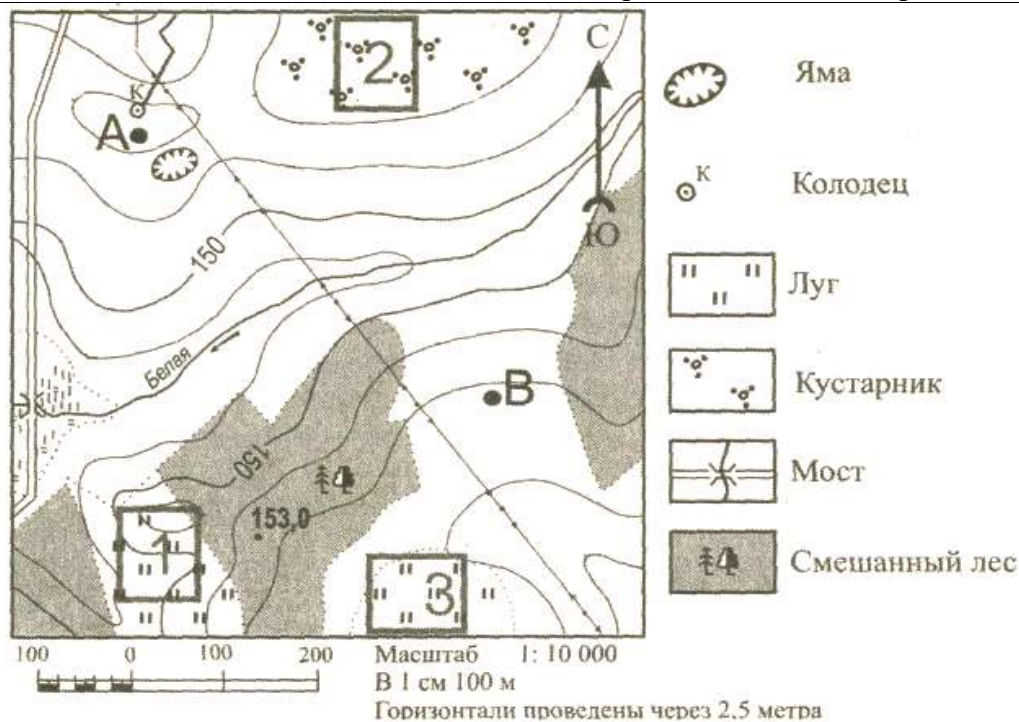 С
Ю
К
А
2
150
Белая
В
150
153,0
1
3
Яма
К
Колодец
Луг
Кустарник
Мост
Смешанный лес
100 0 100 200
Масштаб 1: 10 000
В 1 см 100 м
Горизонтали проведены через 2,5 метра